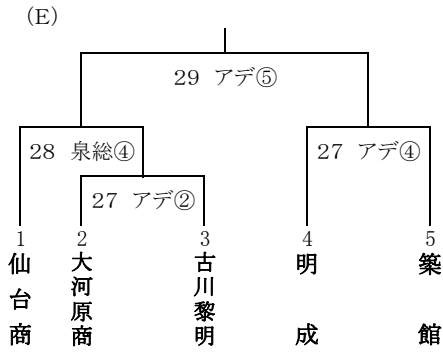 (E)
29 アデ⑤
28 泉総④
27 アデ④
27 アデ②
1 2 3 4 5
仙台商
大河原商
古川黎明
明成
築館